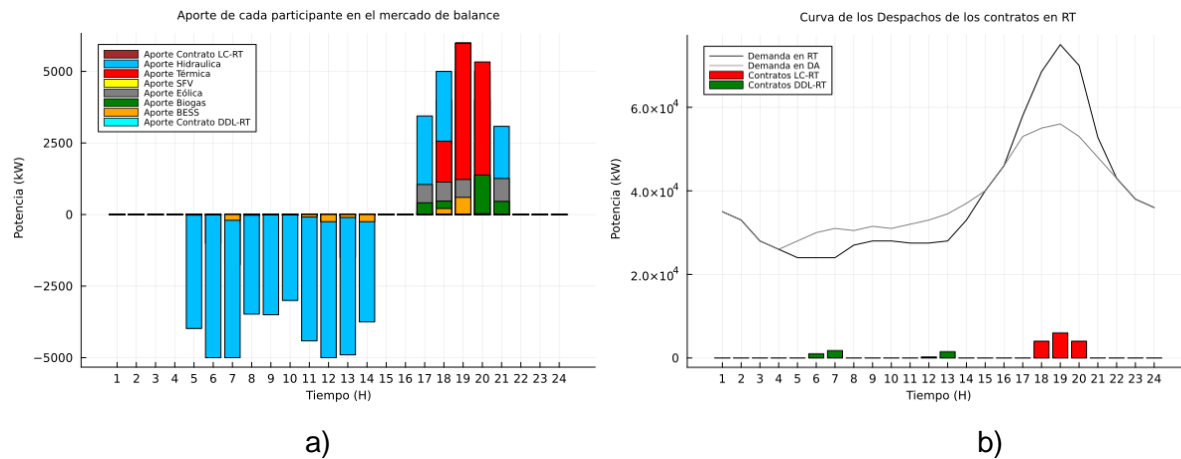 Aporte de cada participante en el mercado de balance
Potencia (kW)
5000
2500
0
−2500
−5000
Aporte Contrato LC-RT
Aporte Hidraulica
Aporte Térmica
Aporte SFV
Aporte Eólica
Aporte Biogas
Aporte BESS
Aporte Contrato DDL-RT
1 2 3 4 5 6 7 8 9 10 11 12 13 14 15 16 17 18 19 20 21 22 23 24
Tiempo (H)
a)
Curva de los Despachos de los contratos en RT
Potencia (kW)
6.0×10⁴
4.0×10⁴
2.0×10⁴
0
Demanda en RT
Demanda en DA
Contratos LC-RT
Contratos DDL-RT
1 2 3 4 5 6 7 8 9 10 11 12 13 14 15 16 17 18 19 20 21 22 23 24
Tiempo (H)
b)